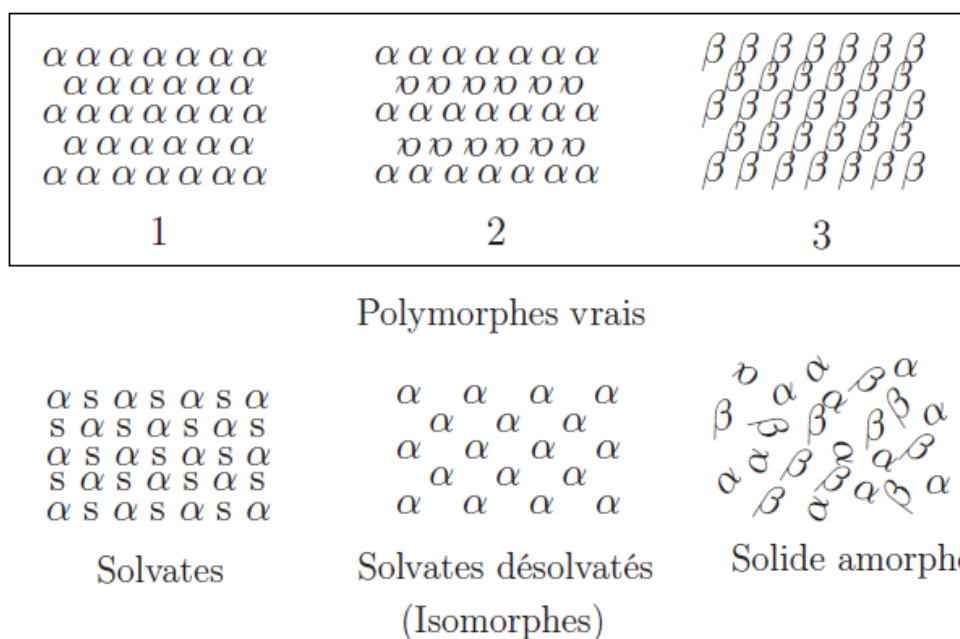 α α α α α α α α α α α α α α β β β β β β β
α α α α α α ɒ ɒ ɒ ɒ ɒ ɒ β β β β β β
α α α α α α α α α α α α α α β β β β β β β
α α α α α α ɒ ɒ ɒ ɒ ɒ ɒ β β β β β β
α α α α α α α α α α α α α α β β β β β β β
1 2 3
Polymorphes vrais
α s α s α s α α α α α ɒ α α β α
s α s α s α s α α α β β β α β β α
α s α s α s α α α α α α α β α α β
s α s α s α s α α α β α β α
α s α s α s α α α α α β α β
Solvates Solvates désolvatés Solide amorphe
(Isomorphes)